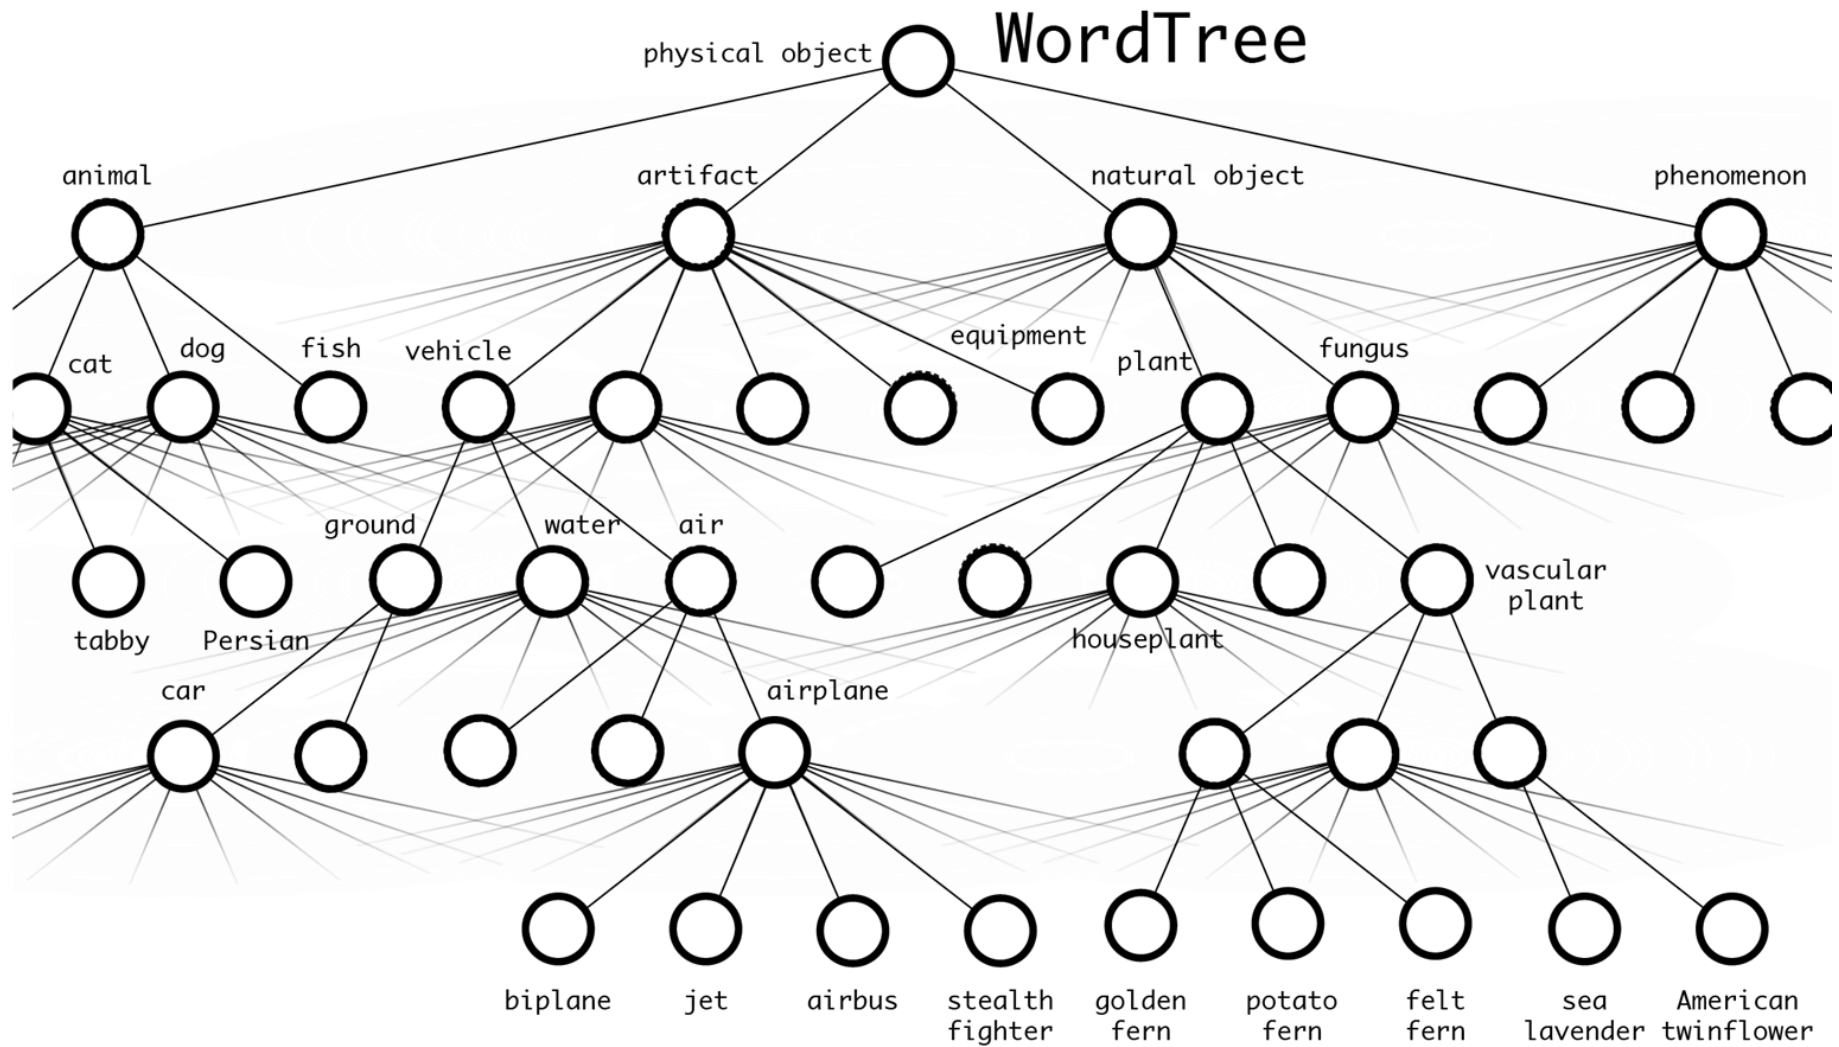 WordTree
physical object
animal
artifact
natural object
phenomenon
cat
dog
fish
vehicle
equipment
plant
fungus
ground
water
air
vascular
plant
tabby
Persian
houseplant
car
airplane
biplane
jet
airbus
stealth
fighter
golden
fern
potato
fern
felt
fern
sea
lavender
American
twinflower